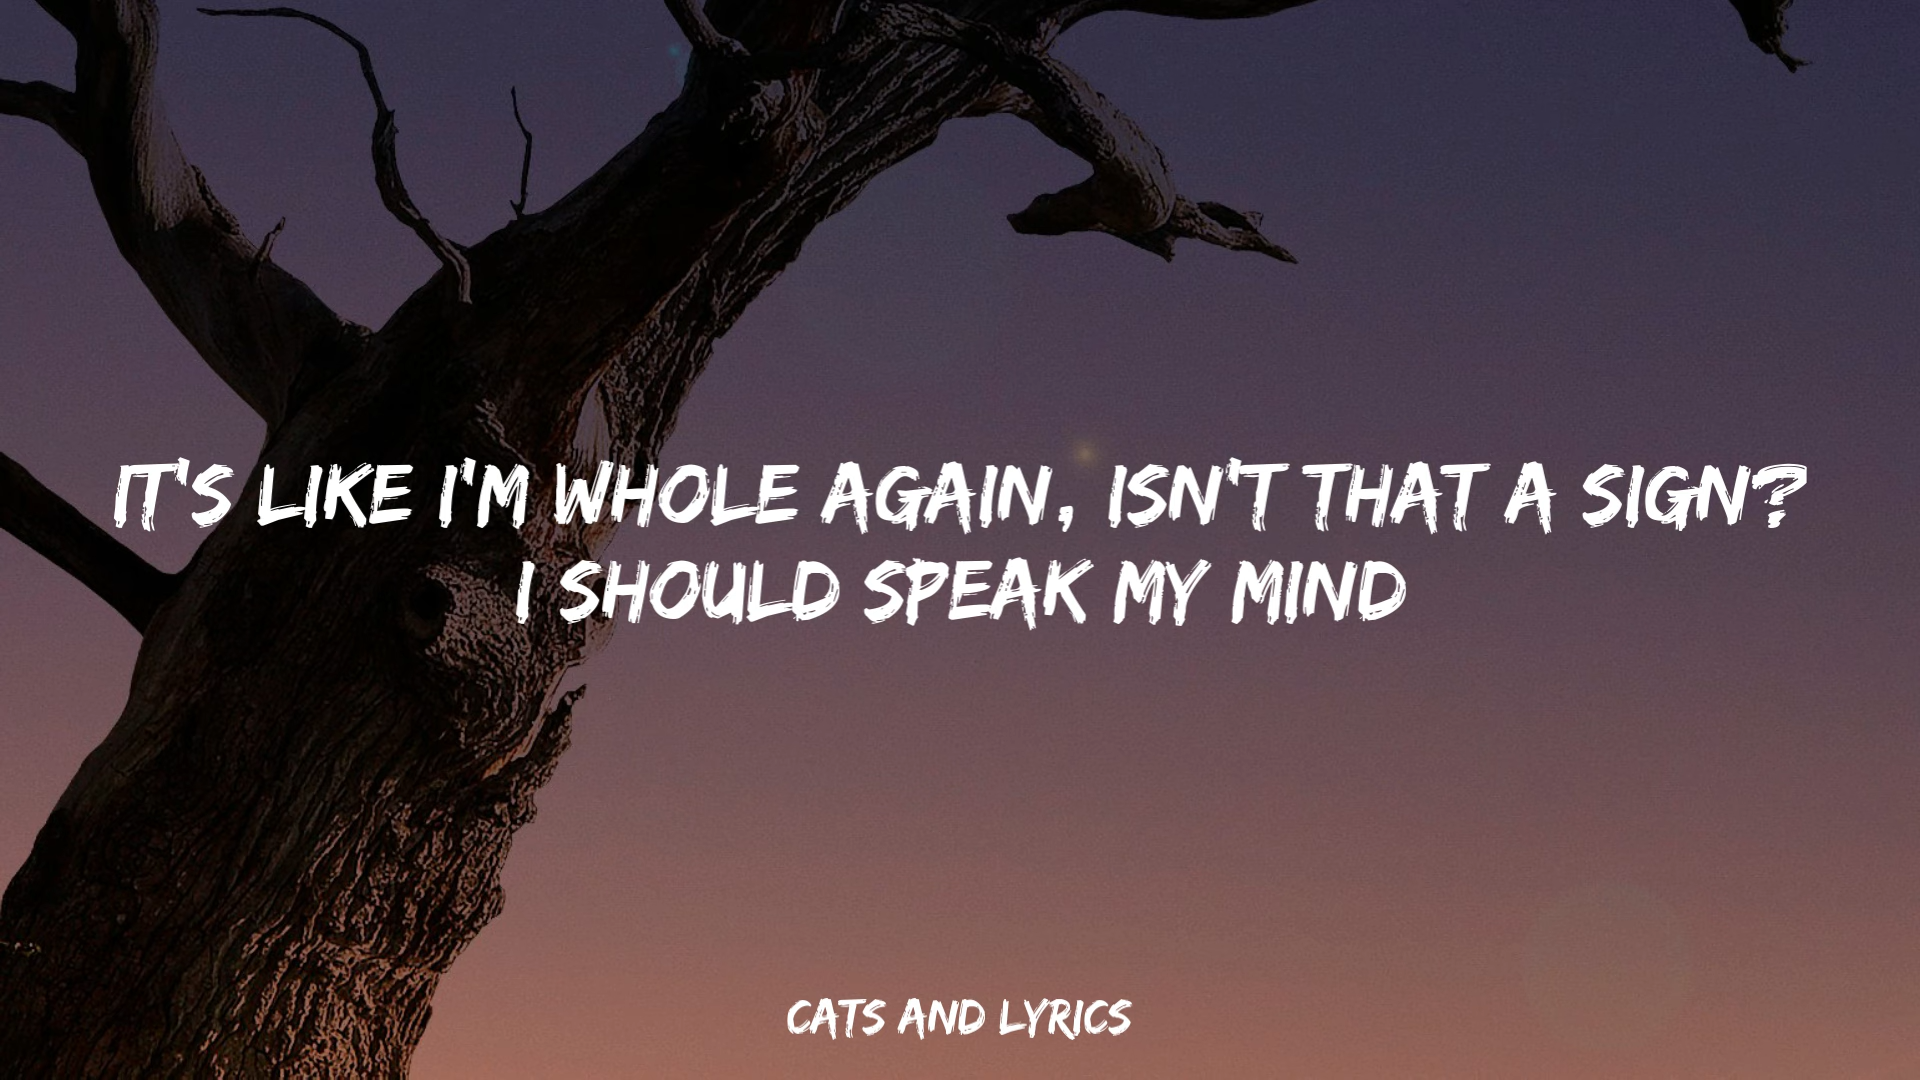 IT'S LIKE I'M WHOLE AGAIN, ISN'T THAT A SIGN?
I SHOULD SPEAK MY MIND
CATS AND LYRICS